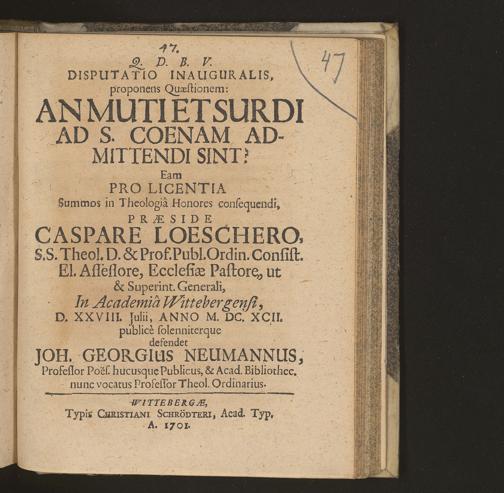 47.
47
Q. D. B. V.
DISPUTATIO INAUGURALIS,
proponens Quæstionem:
AN MUTI ET SURDI
AD S. COENAM AD-
MITTENDI SINT?
Eam
PRO LICENTIA
Summos in Theologiâ Honores consequendi,
PRÆSIDE
CASPARE LOESCHERO,
S.S. Theol. D. & Prof. Publ. Ordin. Consist.
El. Assessore, Ecclesiæ Pastore, ut
& Superint. Generali,
In Academiâ Wittebergensi,
D. XXVIII. Julii, ANNO M. DC. XCII.
publicè solenniterque
defendet
JOH. GEORGIUS NEUMANNUS,
Professor Poës. hucusque Publicus, & Acad. Bibliothec.
nunc vocatus Professor Theol. Ordinarius.
WITTEBERGÆ,
Typis CHRISTIANI SCHRÖDTERI, Acad. Typ.
A. 1701.